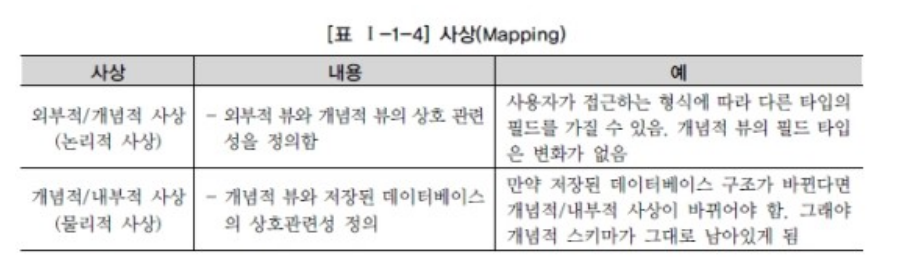 [표 Ⅰ-1-4] 사상(Mapping)
사상 내용 예
외부적/개념적 사상
(논리적 사상)
- 외부적 뷰와 개념적 뷰의 상호 관련
성을 정의함
사용자가 접근하는 형식에 따라 다른 타입의
필드를 가질 수 있음. 개념적 뷰의 필드 타입
은 변화가 없음
개념적/내부적 사상
(물리적 사상)
- 개념적 뷰와 저장된 데이터베이스
의 상호관련성 정의
만약 저장된 데이터베이스 구조가 바뀐다면
개념적/내부적 사상이 바뀌어야 함. 그래야
개념적 스키마가 그대로 남아있게 됨